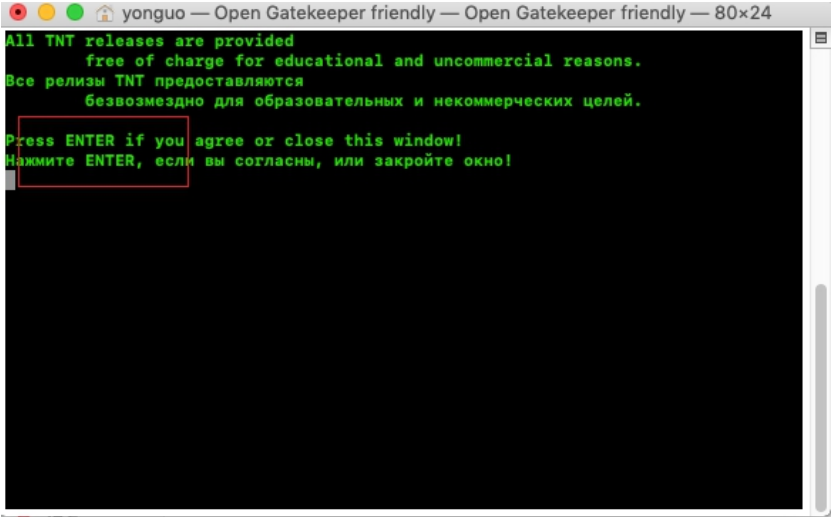 yonguo — Open Gatekeeper friendly — Open Gatekeeper friendly — 80×24
All TNT releases are provided
free of charge for educational and uncommercial reasons.
Все релизы TNT предоставляются
безвозмездно для образовательных и некоммерческих целей.
Press ENTER if you agree or close this window!
Нажмите ENTER, если вы согласны, или закройте окно!